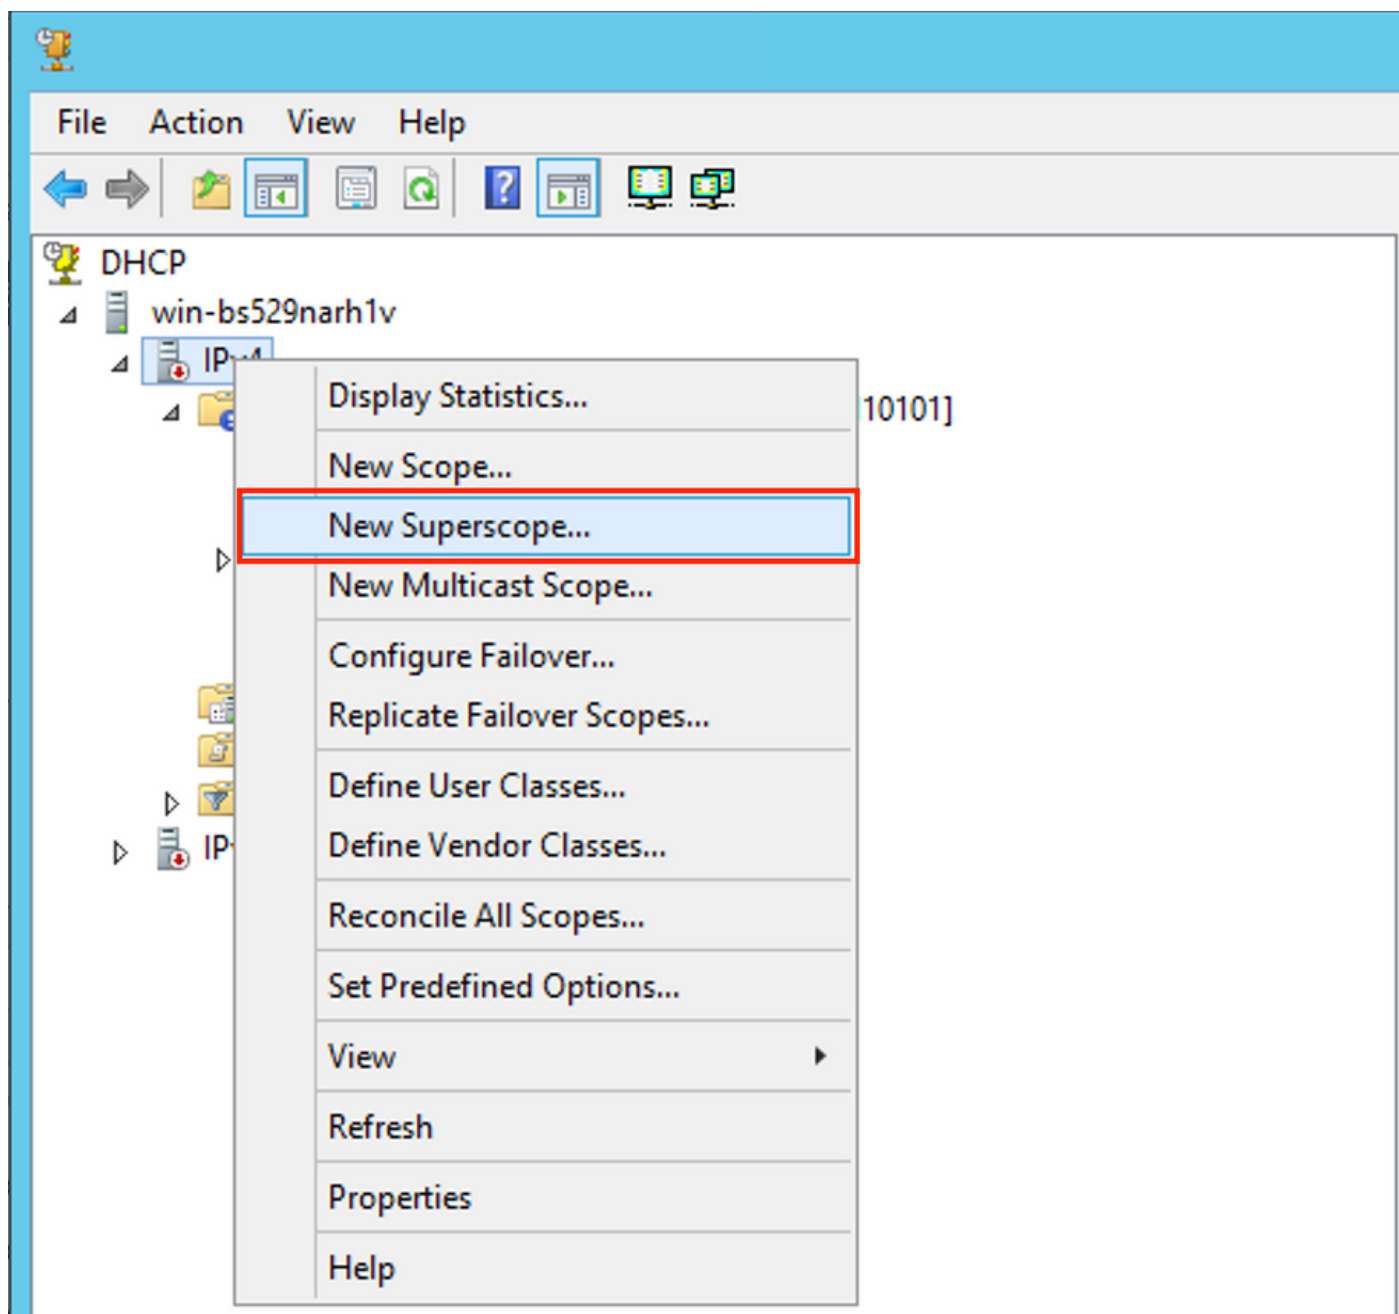 File Action View Help
DHCP
win-bs529narh1v
IPv4
10101]
Display Statistics...
New Scope...
New Superscope...
New Multicast Scope...
Configure Failover...
Replicate Failover Scopes...
Define User Classes...
Define Vendor Classes...
IP
Reconcile All Scopes...
Set Predefined Options...
View
Refresh
Properties
Help